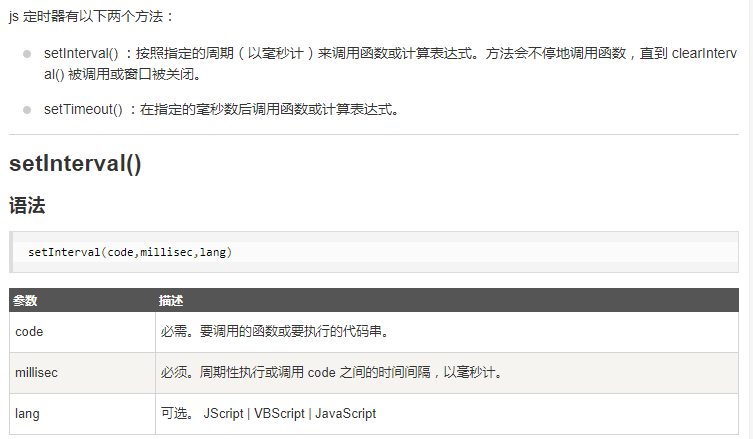 js 定时器有以下两个方法：
setInterval() ：按照指定的周期（以毫秒计）来调用函数或计算表达式。方法会不停地调用函数，直到 clearInterv
al() 被调用或窗口被关闭。
setTimeout() ：在指定的毫秒数后调用函数或计算表达式。
setInterval()
语法
setInterval(code,millisec,lang)
参数 描述
code 必需。要调用的函数或要执行的代码串。
millisec 必须。周期性执行或调用 code 之间的时间间隔，以毫秒计。
lang 可选。 JScript | VBScript | JavaScript